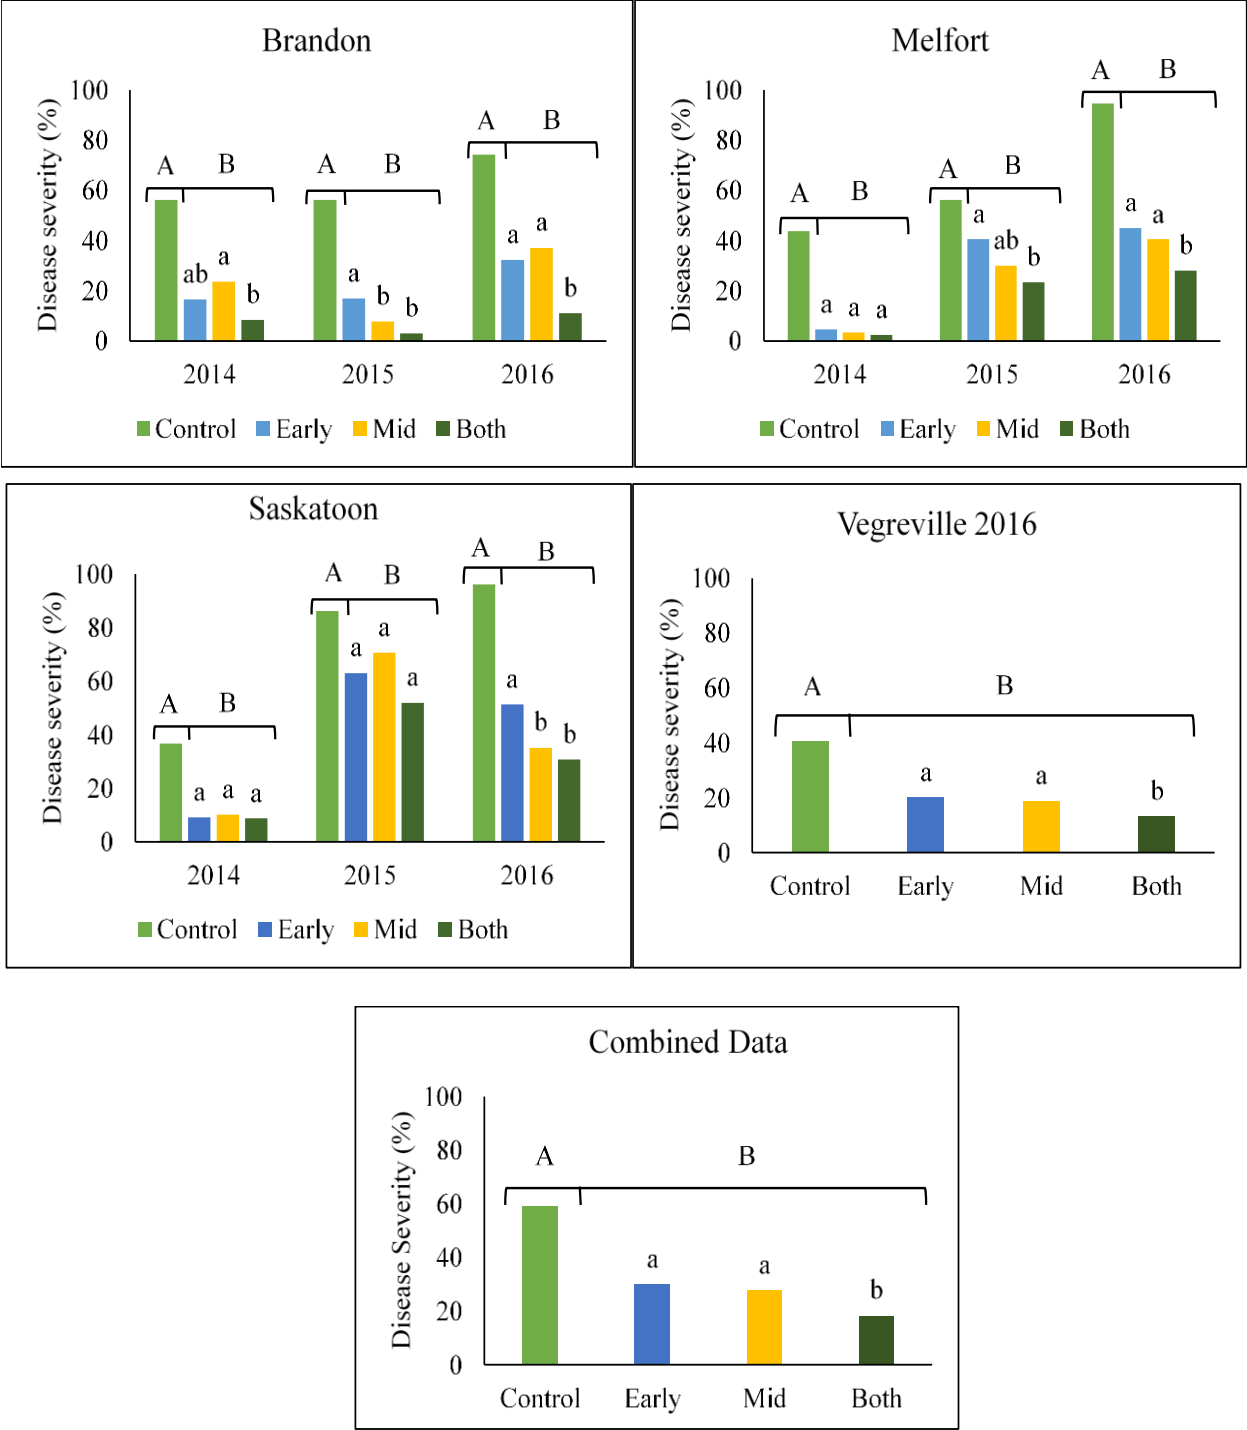 Brandon
Disease severity (%)
100
80
60
40
20
0
A B
ab a b
A B
a b b
A B
a a b
2014 2015 2016
Control Early Mid Both
Melfort
Disease severity (%)
100
80
60
40
20
0
A B
a a a
A B
a ab b
A B
a a b
2014 2015 2016
Control Early Mid Both
Saskatoon
Disease severity (%)
100
80
60
40
20
0
A B
a a a
A B
a a a
A B
a b b
2014 2015 2016
Control Early Mid Both
Vegreville 2016
Disease severity (%)
100
80
60
40
20
0
A B
a a b
Control Early Mid Both
Combined Data
Disease Severity (%)
100
80
60
40
20
0
A B
a a b
Control Early Mid Both